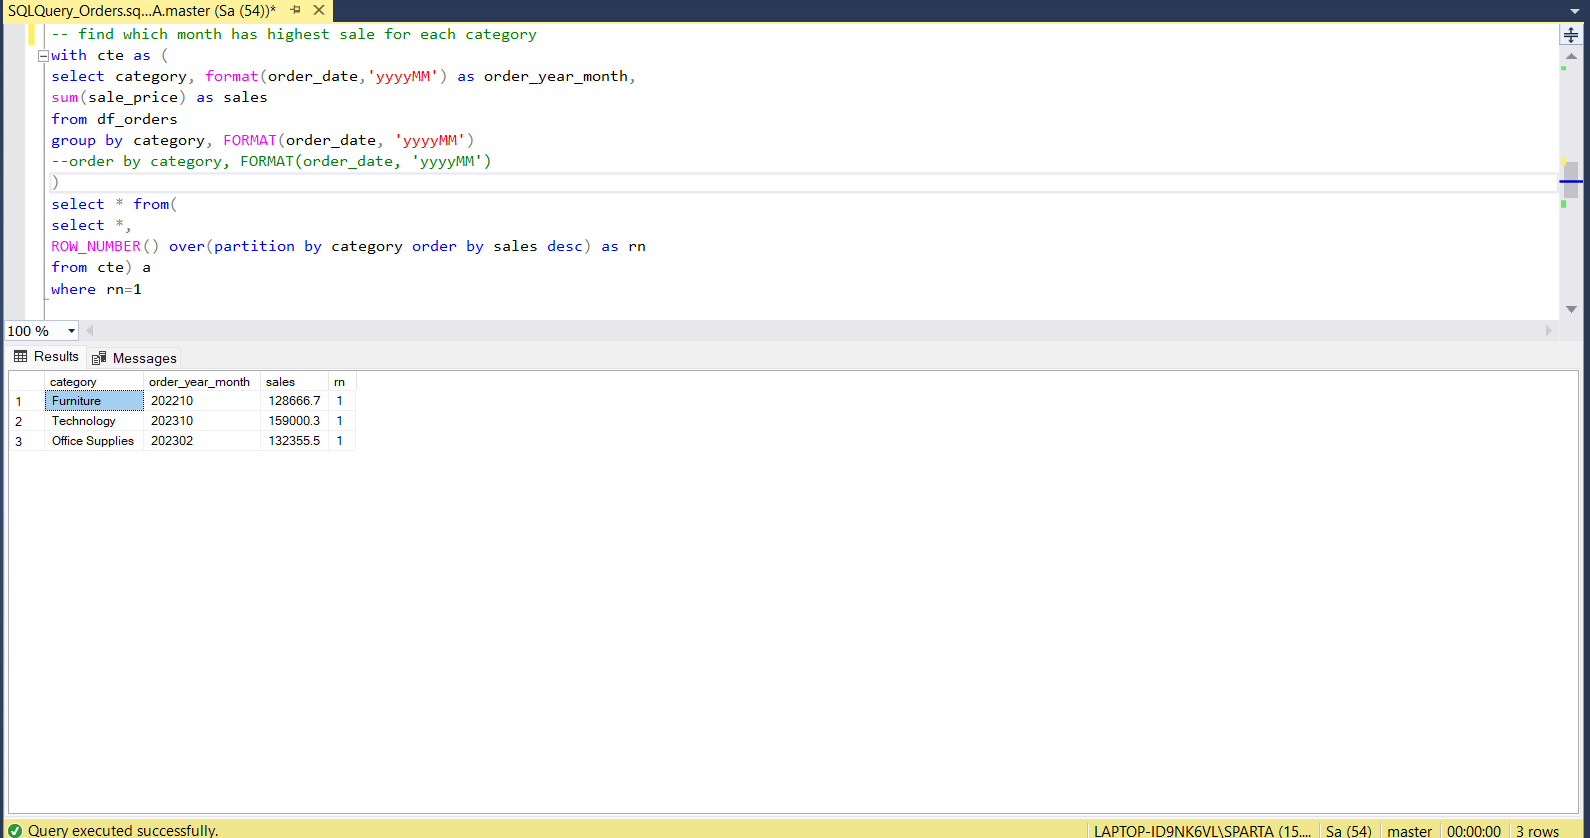 SQLQuery_Orders.sq...A.master (Sa (54))*
-- find which month has highest sale for each category
with cte as (
select category, format(order_date,'yyyyMM') as order_year_month,
sum(sale_price) as sales
from df_orders
group by category, FORMAT(order_date, 'yyyyMM')
--order by category, FORMAT(order_date, 'yyyyMM')
)
select * from(
select *,
ROW_NUMBER() over(partition by category order by sales desc) as rn
from cte) a
where rn=1
100 %
Results Messages
category order_year_month sales rn
1 Furniture 202210 128666.7 1
2 Technology 202310 159000.3 1
3 Office Supplies 202302 132355.5 1
Query executed successfully. LAPTOP-ID9NK6VL\SPARTA (15.... Sa (54) master 00:00:00 3 rows